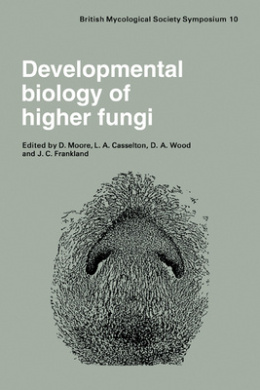 British Mycological Society Symposium 10
Developmental
biology of
higher fungi
Edited by D. Moore, L. A. Casselton, D. A. Wood
and J. C. Frankland